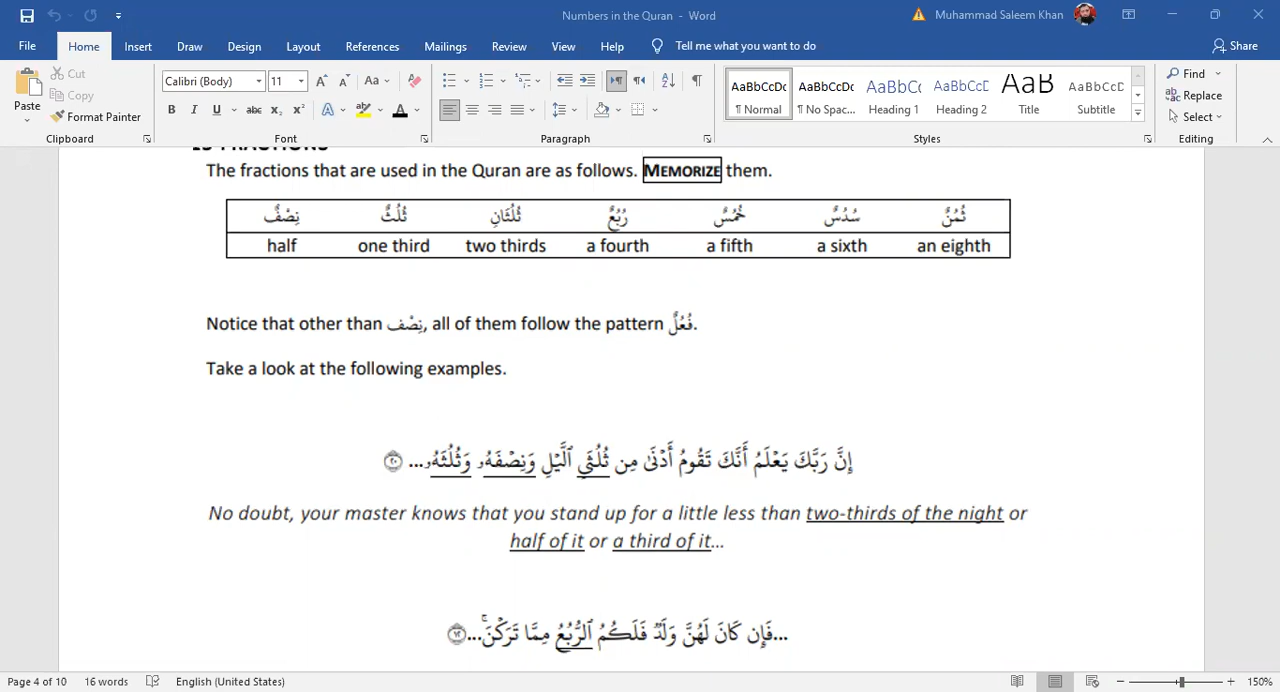 Numbers in the Quran - Word
Muhammad Saleem Khan
File Home Insert Draw Design Layout References Mailings Review View Help Tell me what you want to do Share
Paste
Cut
Copy
Format Painter
Clipboard
Calibri (Body) 11
Font
Paragraph
AaBbCcDc AaBbCcDc AaBbCc AaBbCcD AaB AaBbCcD
¶ Normal ¶ No Spac... Heading 1 Heading 2 Title Subtitle
Styles
Find
Replace
Select
Editing
FRACTIONS
The fractions that are used in the Quran are as follows. MEMORIZE them.
نِصْفٌ ثُلُثٌ ثُلُثَانِ رُبُعٌ خُمُسٌ سُدُسٌ ثُمُنٌ
half one third two thirds a fourth a fifth a sixth an eighth
Notice that other than نِصْف, all of them follow the pattern فُعُلٌ.
Take a look at the following examples.
إِنَّ رَبَّكَ يَعْلَمُ أَنَّكَ تَقُومُ أَدْنَىٰ مِن ثُلُثَيِ ٱلَّيْلِ وَنِصْفَهُۥ وَثُلُثَهُۥ... ٢٠
No doubt, your master knows that you stand up for a little less than two-thirds of the night or
half of it or a third of it...
...فَإِن كَانَ لَهُنَّ وَلَدٌ فَلَكُمُ ٱلرُّبُعُ مِمَّا تَرَكْنَ ۚ... ١٢
Page 4 of 10 16 words English (United States) 150%